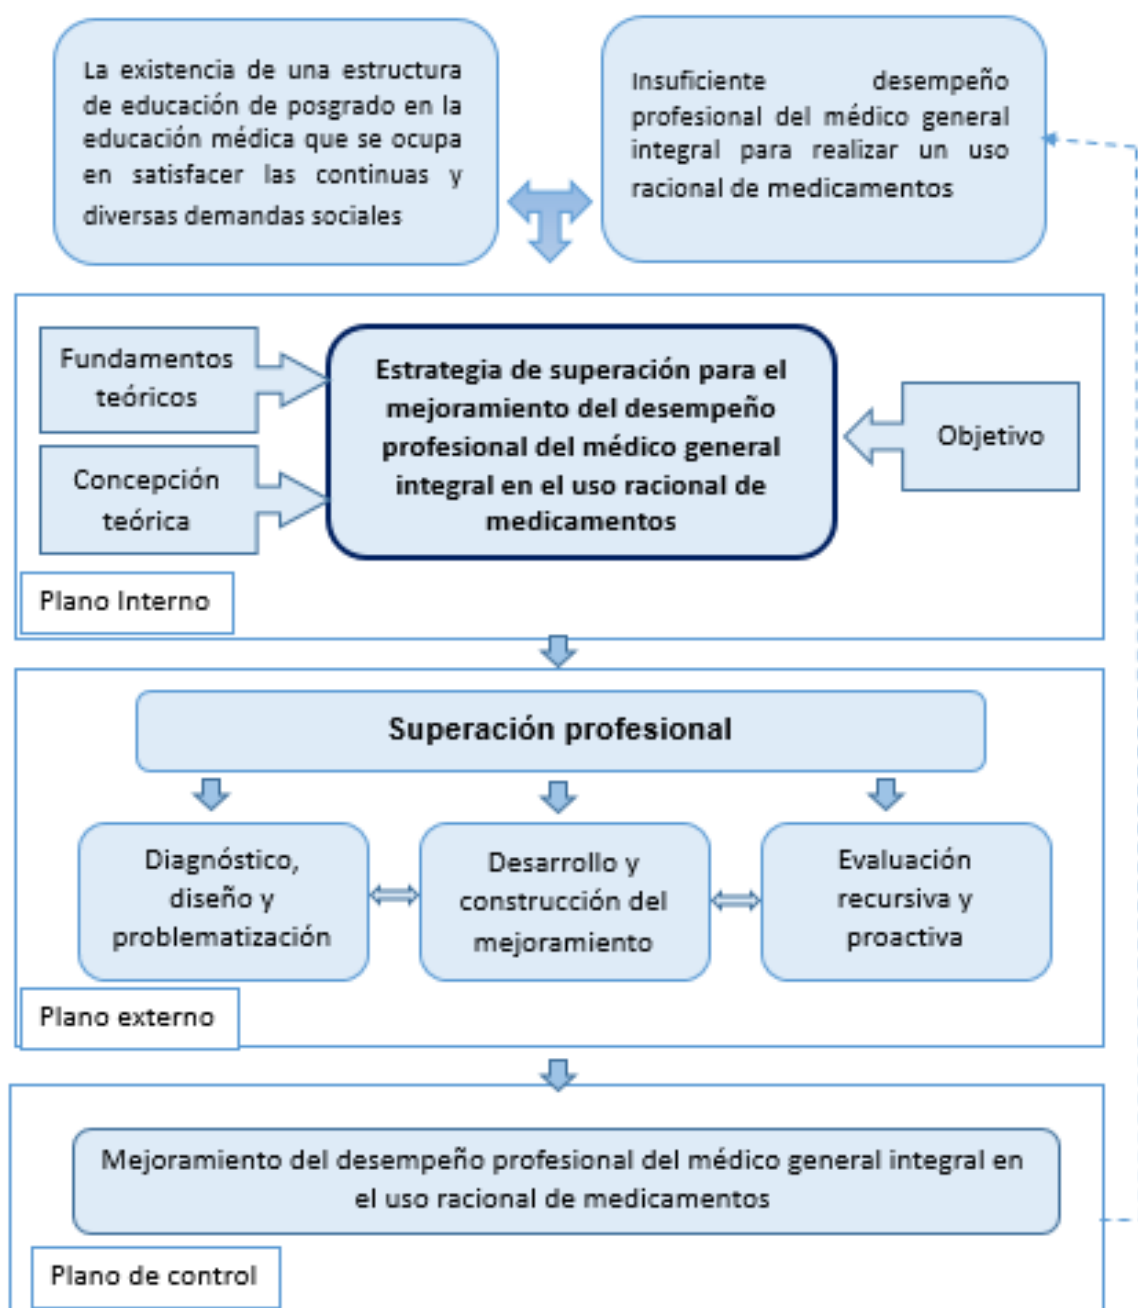 La existencia de una estructura
de educación de posgrado en la
educación médica que se ocupa
en satisfacer las continuas y
diversas demandas sociales
Insuficiente desempeño
profesional del médico general
integral para realizar un uso
racional de medicamentos
Fundamentos
teóricos
Concepción
teórica
Estrategia de superación para el
mejoramiento del desempeño
profesional del médico general
integral en el uso racional de
medicamentos
Objetivo
Plano Interno
Superación profesional
Diagnóstico,
diseño y
problematización
Desarrollo y
construcción del
mejoramiento
Evaluación
recursiva y
proactiva
Plano externo
Mejoramiento del desempeño profesional del médico general integral en
el uso racional de medicamentos
Plano de control